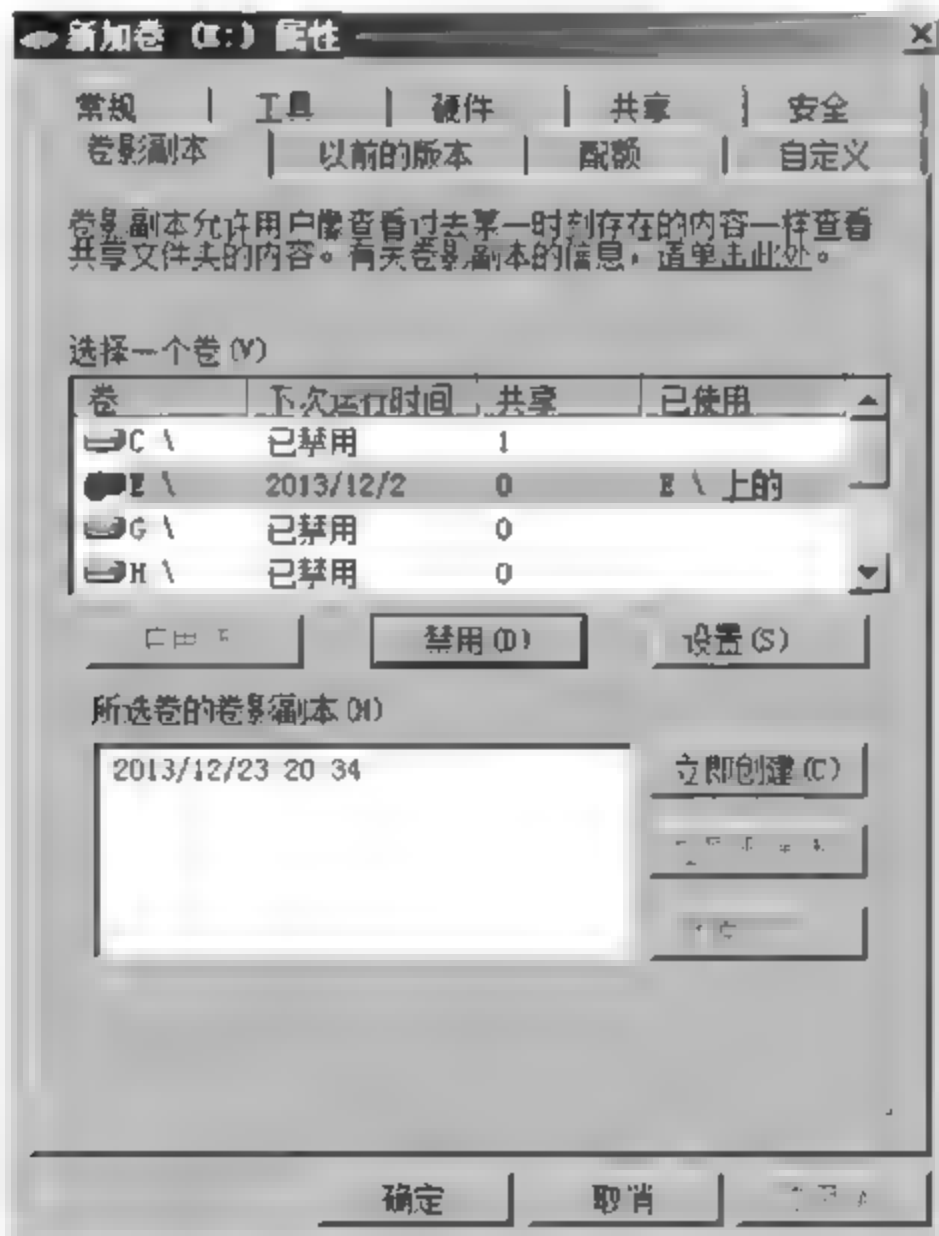 新加卷 (E:) 属性
常规 工具 硬件 共享 安全
卷影副本 以前的版本 配额 自定义
卷影副本允许用户像查看过去某一时刻存在的内容一样查看
共享文件夹的内容。有关卷影副本的信息，请单击此处。
选择一个卷(V)
卷 下次运行时间 共享 已使用
C \ 已禁用 1
E \ 2013/12/2 0 E \ 上的
G \ 已禁用 0
H \ 已禁用 0
禁用(D) 设置(S)
所选卷的卷影副本(H)
2013/12/23 20 34
立即创建(C)
确定 取消